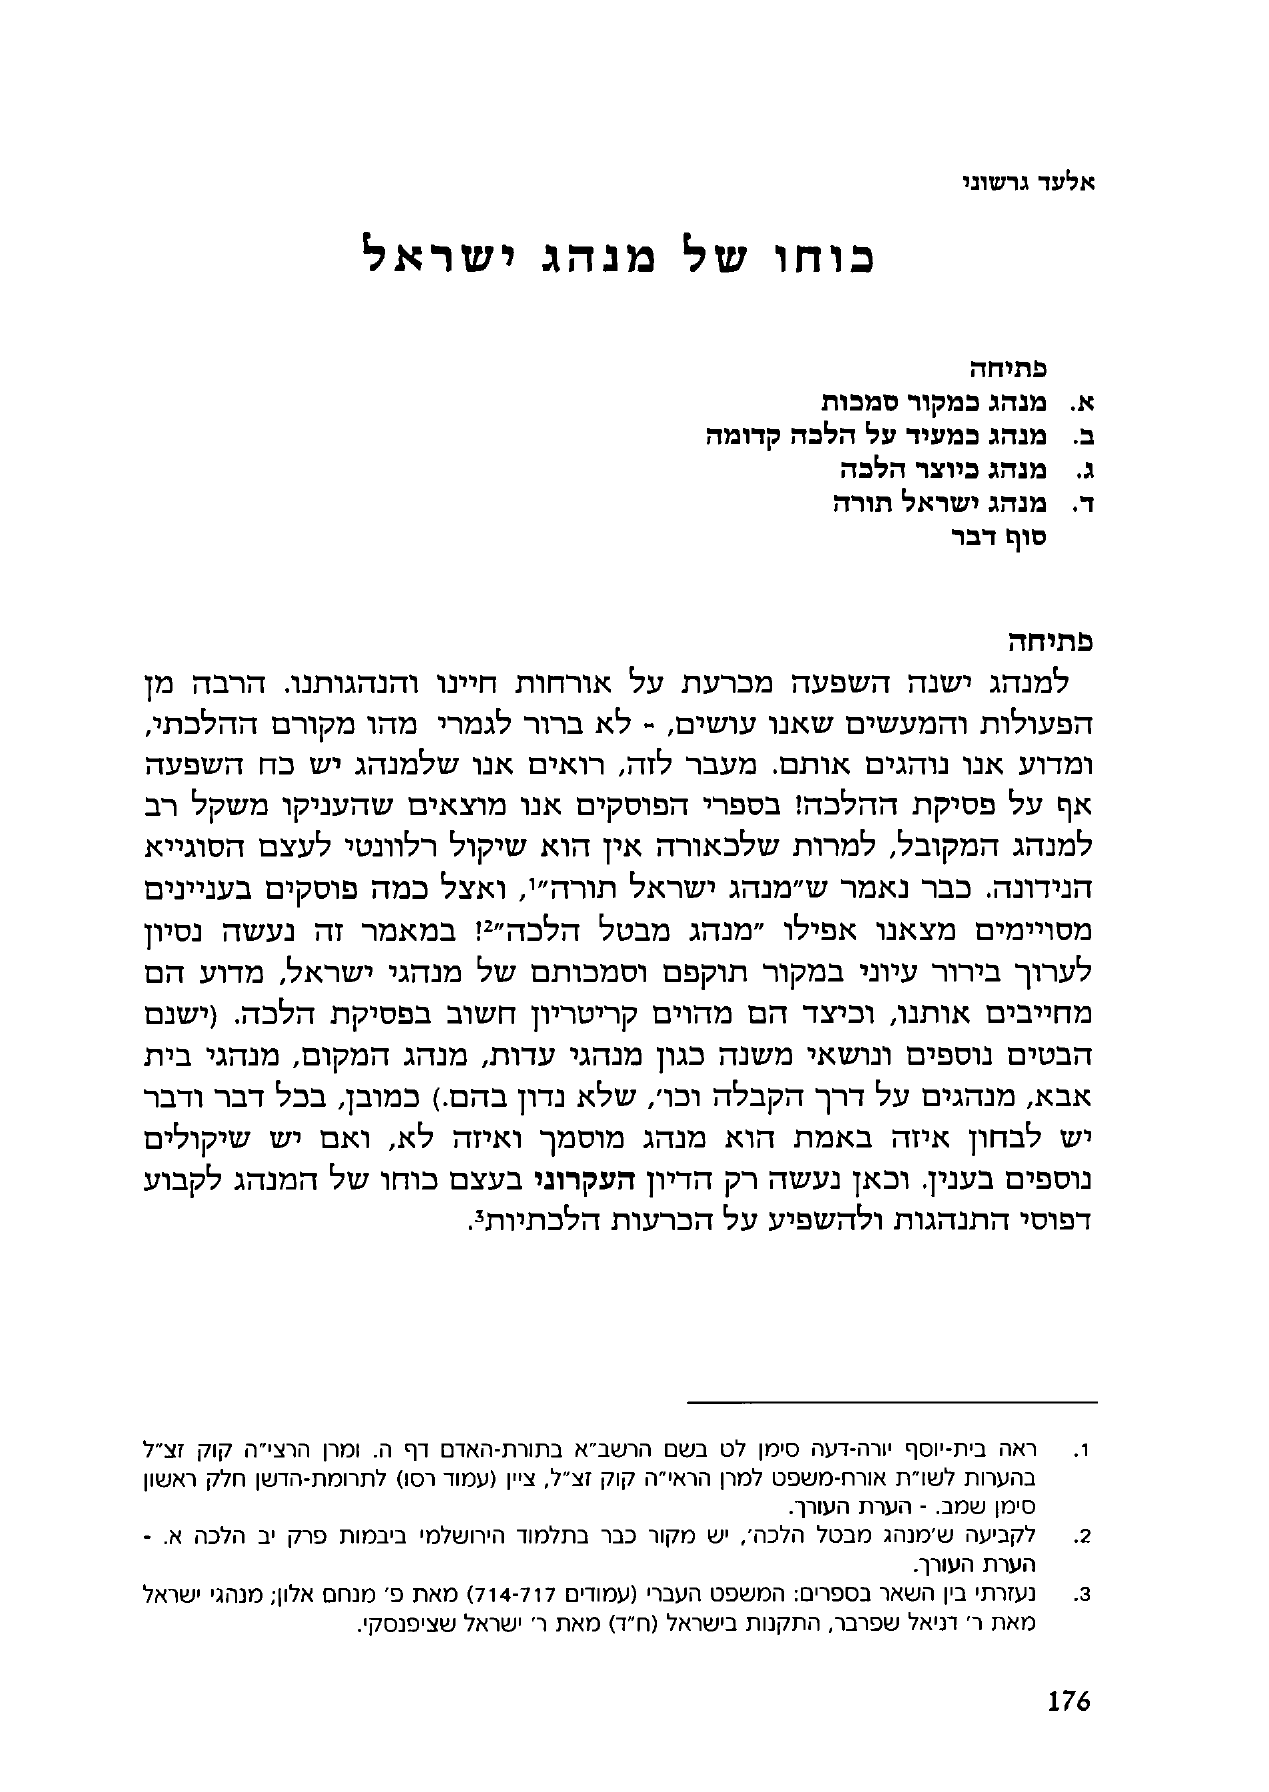 אלעד גרשוני
כוחו של מנהג ישראל
פתיחה
א. מנהג כמקור סמכות
ב. מנהג כמעיד על הלכה קדומה
ג. מנהג כיוצר הלכה
ד. מנהג ישראל תורה
סוף דבר
פתיחה
למנהג ישנה השפעה מכרעת על אורחות חיינו והנהגותנו. הרבה מן
הפעולות והמעשים שאנו עושים, - לא ברור לגמרי מהו מקורם ההלכתי,
ומדוע אנו נוהגים אותם. מעבר לזה, רואים אנו שלמנהג יש כח השפעה
אף על פסיקת ההלכה! בספרי הפוסקים אנו מוצאים שהעניקו משקל רב
למנהג המקובל, למרות שלכאורה אין הוא שיקול רלוונטי לעצם הסוגייא
הנידונה. כבר נאמר ש"מנהג ישראל תורה"1, ואצל כמה פוסקים בעניינים
מסויימים מצאנו אפילו "מנהג מבטל הלכה"2! במאמר זה נעשה נסיון
לערוך בירור עיוני במקור תוקפם וסמכותם של מנהגי ישראל, מדוע הם
מחייבים אותנו, וכיצד הם מהוים קריטריון חשוב בפסיקת הלכה. (ישנם
הבטים נוספים ונושאי משנה כגון מנהגי עדות, מנהג המקום, מנהגי בית
אבא, מנהגים על דרך הקבלה וכו', שלא נדון בהם.) כמובן, בכל דבר ודבר
יש לבחון איזה באמת הוא מנהג מוסמך ואיזה לא, ואם יש שיקולים
נוספים בענין. וכאן נעשה רק הדיון העקרוני בעצם כוחו של המנהג לקבוע
דפוסי התנהגות ולהשפיע על הכרעות הלכתיות3.
1. ראה בית-יוסף יורה-דעה סימן לט בשם הרשב"א בתורת-האדם דף ה. ומרן הרצי"ה קוק זצ"ל
בהערות לשו"ת אורח-משפט למרן הראי"ה קוק זצ"ל, ציין (עמוד רסו) לתרומת-הדשן חלק ראשון
סימן שמב. - הערת העורך.
2. לקביעה ש'מנהג מבטל הלכה', יש מקור כבר בתלמוד הירושלמי ביבמות פרק יב הלכה א. -
הערת העורך.
3. נעזרתי בין השאר בספרים: המשפט העברי (עמודים 714-717) מאת פ' מנחם אלון; מנהגי ישראל
מאת ר' דניאל שפרבר, התקנות בישראל (ח"ד) מאת ר' ישראל שציפנסקי.
176